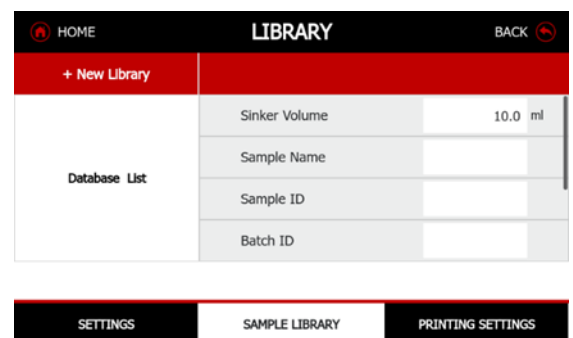 HOME LIBRARY BACK
+ New Library
Sinker Volume 10.0 ml
Sample Name
Database List
Sample ID
Batch ID
SETTINGS SAMPLE LIBRARY PRINTING SETTINGS